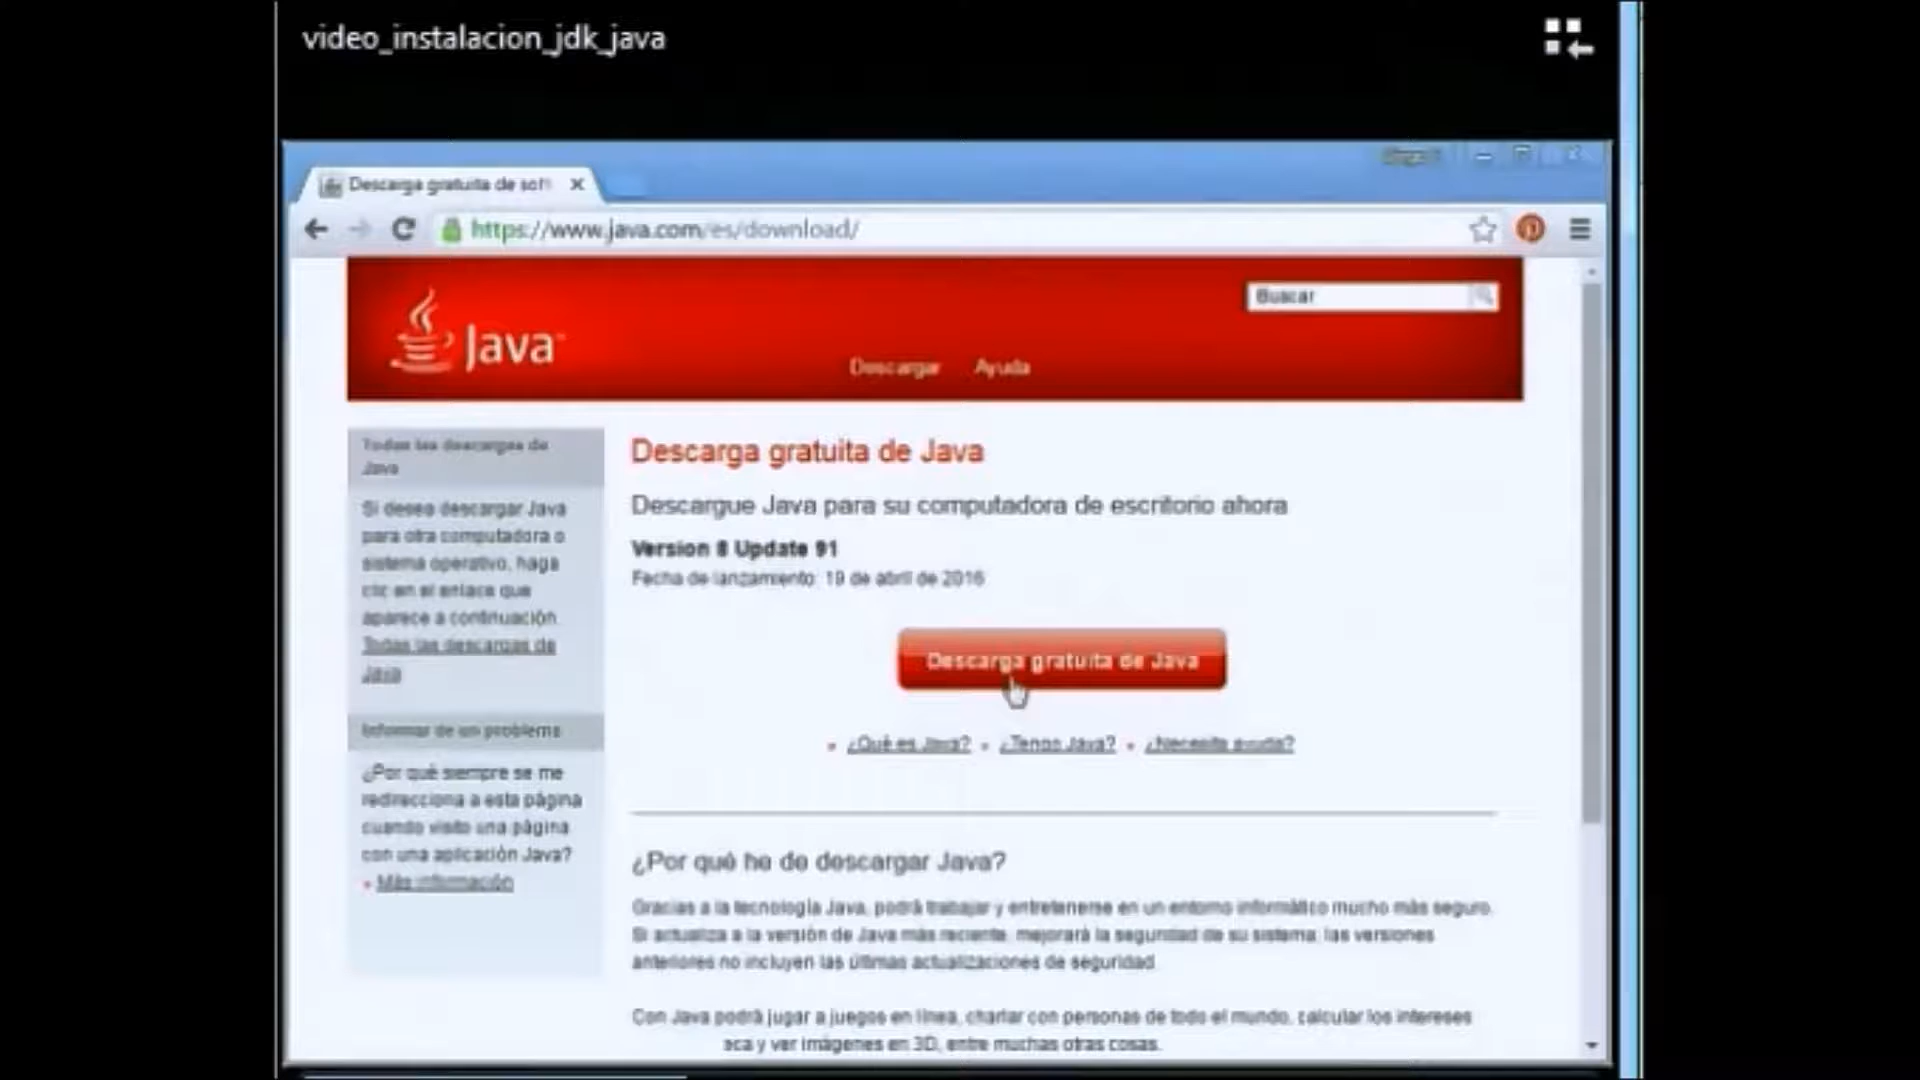 video_instalacion_jdk_java
Descarga gratuita de soft
https://www.java.com/es/download/
Java
Buscar
Descargar
Ayuda
Todas las descargas de
Java
Si desea descargar Java
para otra computadora o
sistema operativo, haga
clic en el enlace que
aparece a continuación.
Todas las descargas de
Java
Informar de un problema
¿Por qué siempre se me
redirecciona a esta página
cuando visito una página
con una aplicación Java?
Más información
Descarga gratuita de Java
Descargue Java para su computadora de escritorio ahora
Version 8 Update 91
Fecha de lanzamiento: 19 de abril de 2016
Descarga gratuita de Java
¿Qué es Java?
¿Tengo Java?
¿Necesita ayuda?
¿Por qué he de descargar Java?
Gracias a la tecnología Java, podrá trabajar y entretenerse en un entorno informático mucho más seguro.
Si actualiza a la versión de Java más reciente, mejorará la seguridad de su sistema; las versiones
anteriores no incluyen las últimas actualizaciones de seguridad.
Con Java podrá jugar a juegos en línea, charlar con personas de todo el mundo, calcular los intereses
eca y ver imágenes en 3D, entre muchas otras cosas.